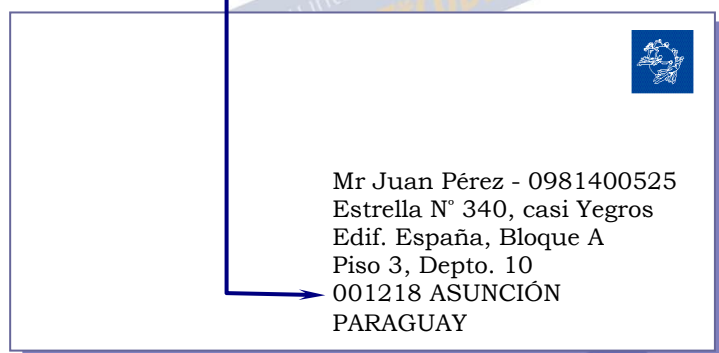 Mr Juan Pérez - 0981400525
Estrella N° 340, casi Yegros
Edif. España, Bloque A
Piso 3, Depto. 10
001218 ASUNCIÓN
PARAGUAY